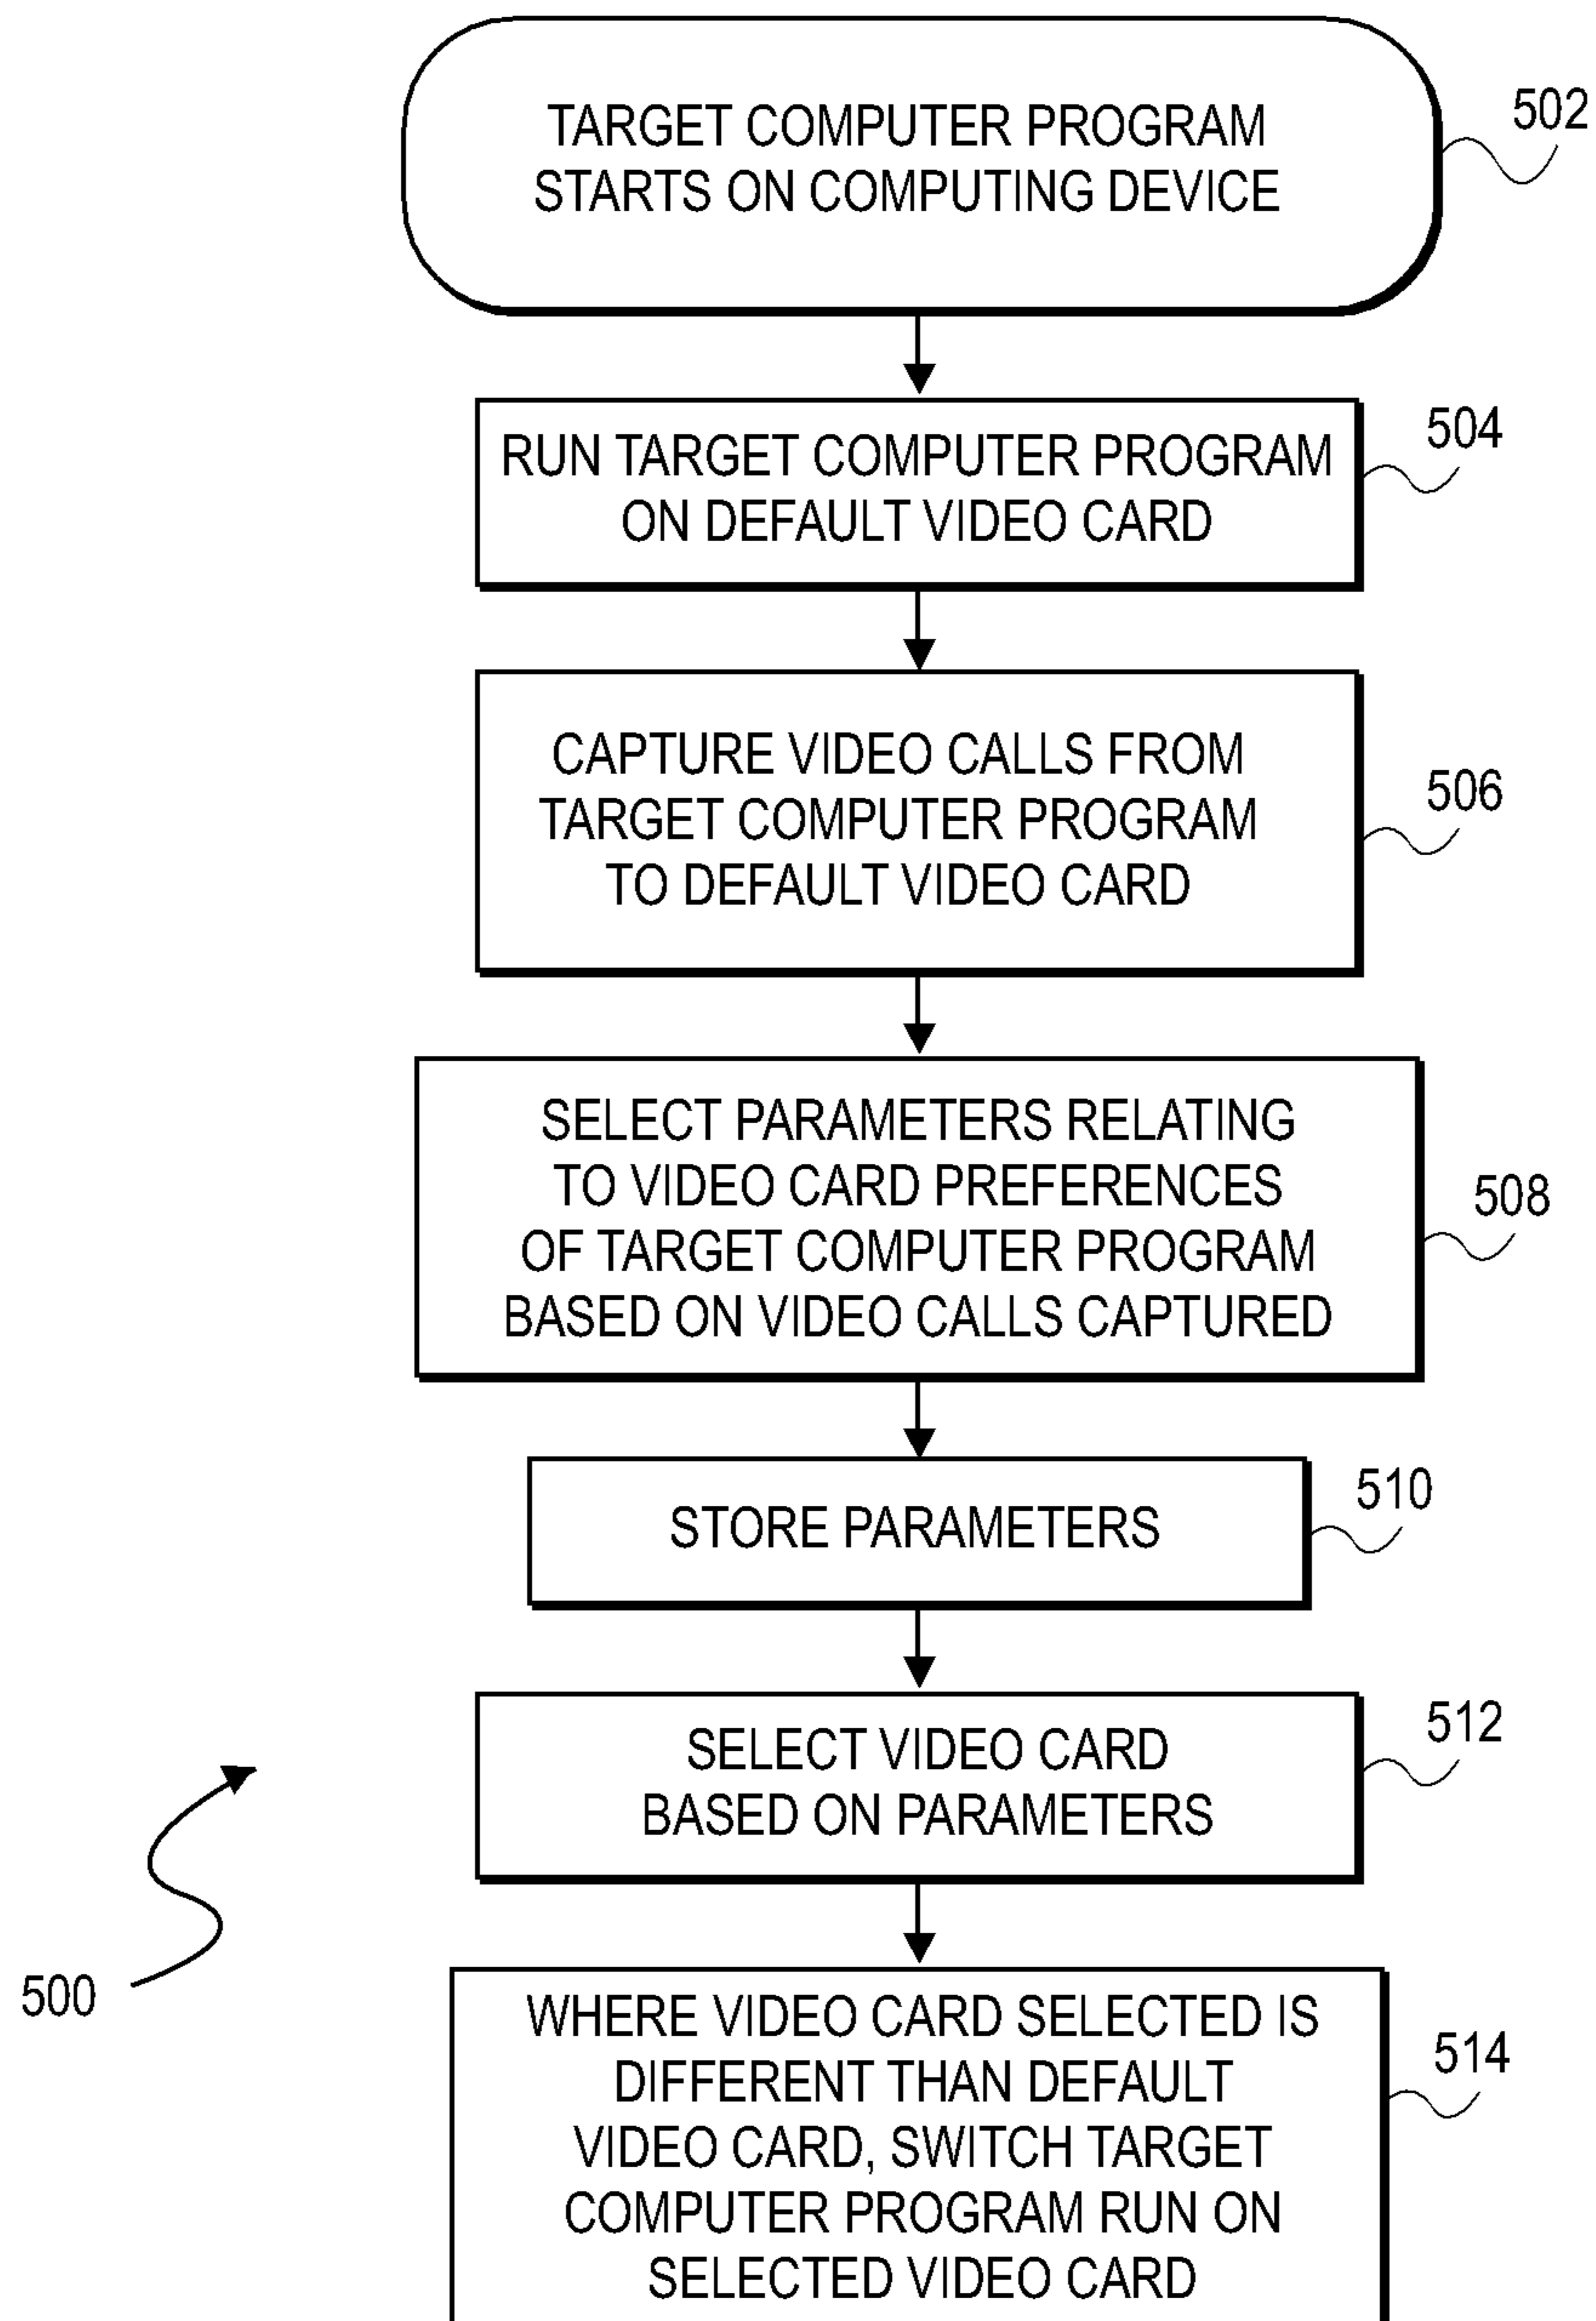 TARGET COMPUTER PROGRAM
STARTS ON COMPUTING DEVICE
502
RUN TARGET COMPUTER PROGRAM
ON DEFAULT VIDEO CARD
504
CAPTURE VIDEO CALLS FROM
TARGET COMPUTER PROGRAM
TO DEFAULT VIDEO CARD
506
SELECT PARAMETERS RELATING
TO VIDEO CARD PREFERENCES
OF TARGET COMPUTER PROGRAM
BASED ON VIDEO CALLS CAPTURED
508
STORE PARAMETERS
510
SELECT VIDEO CARD
BASED ON PARAMETERS
512
500
WHERE VIDEO CARD SELECTED IS
DIFFERENT THAN DEFAULT
VIDEO CARD, SWITCH TARGET
COMPUTER PROGRAM RUN ON
SELECTED VIDEO CARD
514